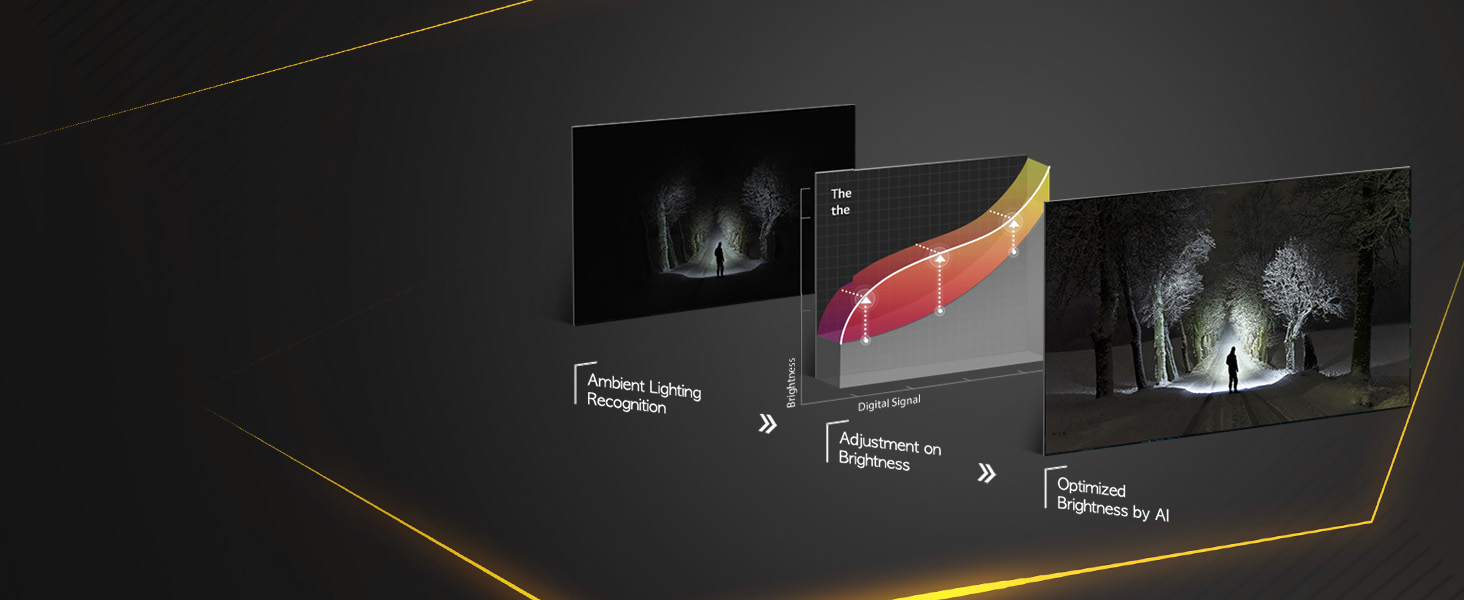 The
the
Brightness
Digital Signal
Ambient Lighting
Recognition
Adjustment on
Brightness
Optimized
Brightness by AI